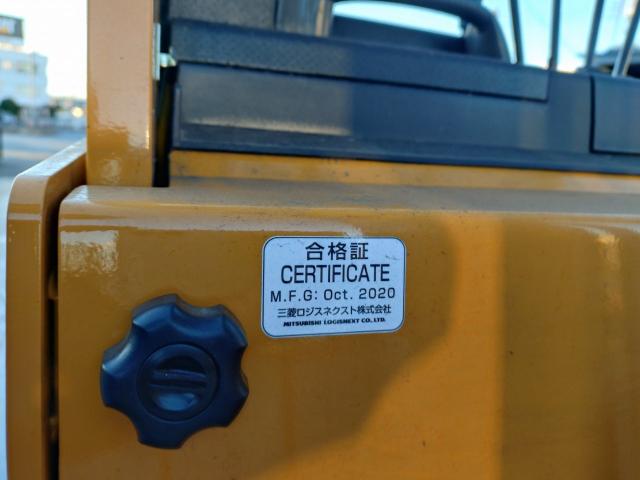 合格証
CERTIFICATE
M.F.G: Oct. 2020
三菱ロジスネクスト株式会社
MITSUBISHI LOGISNEXT CO., LTD.